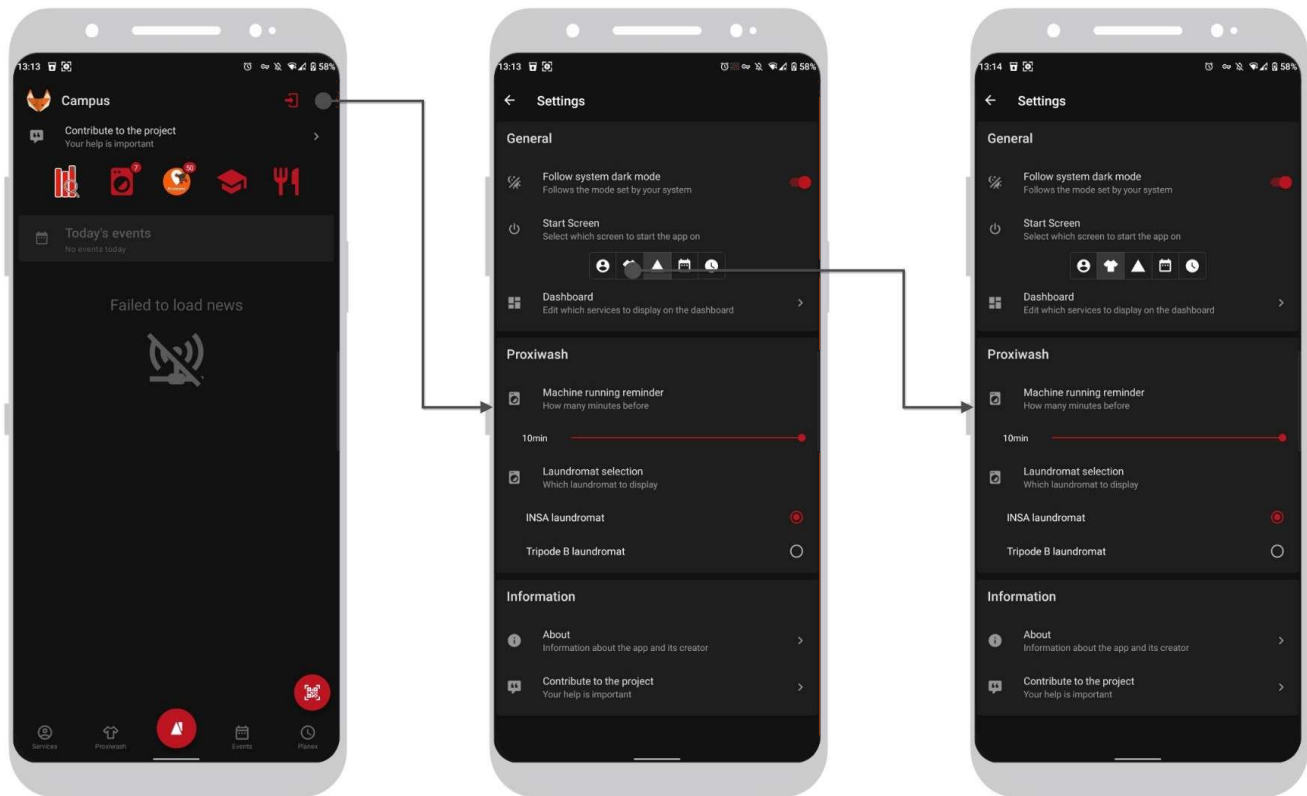 13:13
58%
Campus
Contribute to the project
Your help is important
7
50
Today's events
No events today
Failed to load news
Services
Proxiwash
Events
Planex
13:13
58%
Settings
General
Follow system dark mode
Follows the mode set by your system
Start Screen
Select which screen to start the app on
Dashboard
Edit which services to display on the dashboard
Proxiwash
Machine running reminder
How many minutes before
10min
Laundromat selection
Which laundromat to display
INSA laundromat
Tripode B laundromat
Information
About
Information about the app and its creator
Contribute to the project
Your help is important
13:14
58%
Settings
General
Follow system dark mode
Follows the mode set by your system
Start Screen
Select which screen to start the app on
Dashboard
Edit which services to display on the dashboard
Proxiwash
Machine running reminder
How many minutes before
10min
Laundromat selection
Which laundromat to display
INSA laundromat
Tripode B laundromat
Information
About
Information about the app and its creator
Contribute to the project
Your help is important